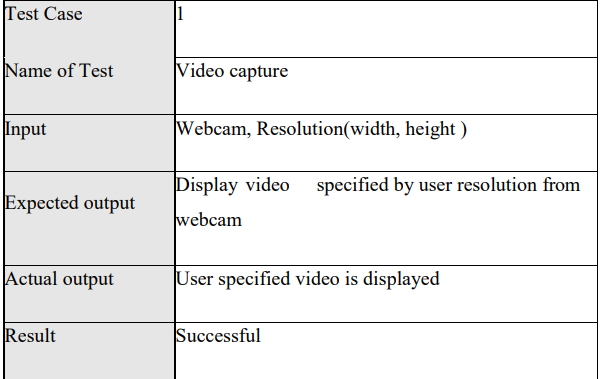 Test Case 1
Name of Test Video capture
Input Webcam, Resolution(width, height )
Expected output Display video specified by user resolution from
webcam
Actual output User specified video is displayed
Result Successful